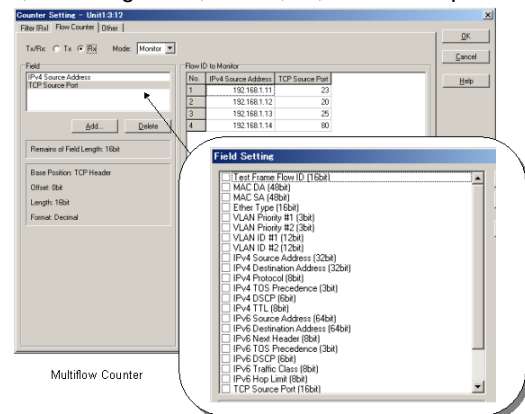 Counter Setting - Unit1:3:12
Filter [Rx] Flow Counter Other
Tx/Rx: Tx Rx Mode: Monitor
OK
Cancel
Help
Field
IPv4 Source Address
TCP Source Port
Add... Delete
Remains of Field Length: 16bit
Base Position: TCP Header
Offset: 0bit
Length: 16bit
Format: Decimal
Flow ID to Monitor
No. IPv4 Source Address TCP Source Port
1 192.168.1.11 23
2 192.168.1.12 20
3 192.168.1.13 25
4 192.168.1.14 80
Field Setting
Test Frame Flow ID (16bit)
MAC DA (48bit)
MAC SA (48bit)
Ether Type (16bit)
VLAN Priority #1 (3bit)
VLAN Priority #2 (3bit)
VLAN ID #1 (12bit)
VLAN ID #2 (12bit)
IPv4 Source Address (32bit)
IPv4 Destination Address (32bit)
IPv4 Protocol (8bit)
IPv4 TOS Precedence (3bit)
IPv4 DSCP (6bit)
IPv4 TTL (8bit)
IPv6 Source Address (64bit)
IPv6 Destination Address (64bit)
IPv6 Next Header (8bit)
IPv6 TOS Precedence (3bit)
IPv6 DSCP (6bit)
IPv6 Traffic Class (8bit)
IPv6 Hop Limit (8bit)
TCP Source Port (16bit)
Multiflow Counter